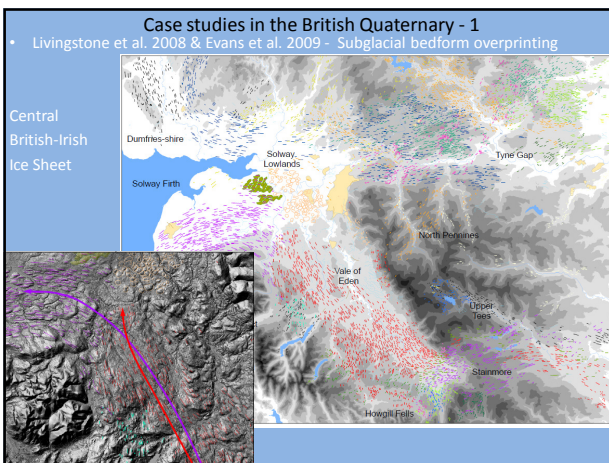 Case studies in the British Quaternary - 1
• Livingstone et al. 2008 & Evans et al. 2009 - Subglacial bedform overprinting
Central
British-Irish
Ice Sheet
Dumfries-shire
Solway
Lowlands
Tyne Gap
Solway Firth
North Pennines
Vale of
Eden
Upper
Tees
Stainmore
Howgill Fells